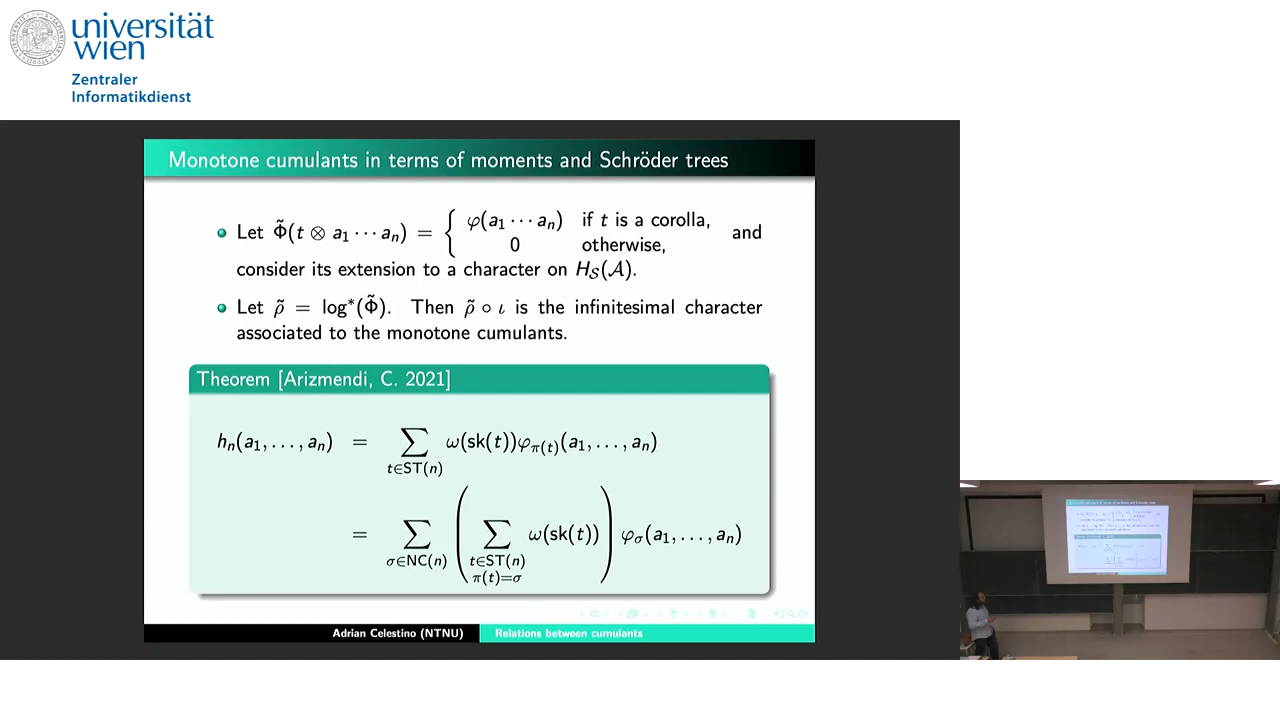 universität
wien
Zentraler
Informatikdienst
Monotone cumulants in terms of moments and Schröder trees
Let Φ̃(t ⊗ a₁ ··· aₙ) = { φ(a₁ ··· aₙ) if t is a corolla, 0 otherwise, and
consider its extension to a character on H_𝒮(𝒜).
Let ρ̃ = log*(Φ̃). Then ρ̃ ∘ ι is the infinitesimal character
associated to the monotone cumulants.
Theorem [Arizmendi, C. 2021]
hₙ(a₁, . . . , aₙ) = ∑_{t∈ST(n)} ω(sk(t))φ_{π(t)}(a₁, . . . , aₙ)
= ∑_{σ∈NC(n)} ( ∑_{t∈ST(n) π(t)=σ} ω(sk(t)) ) φ_σ(a₁, . . . , aₙ)
Adrian Celestino (NTNU) Relations between cumulants